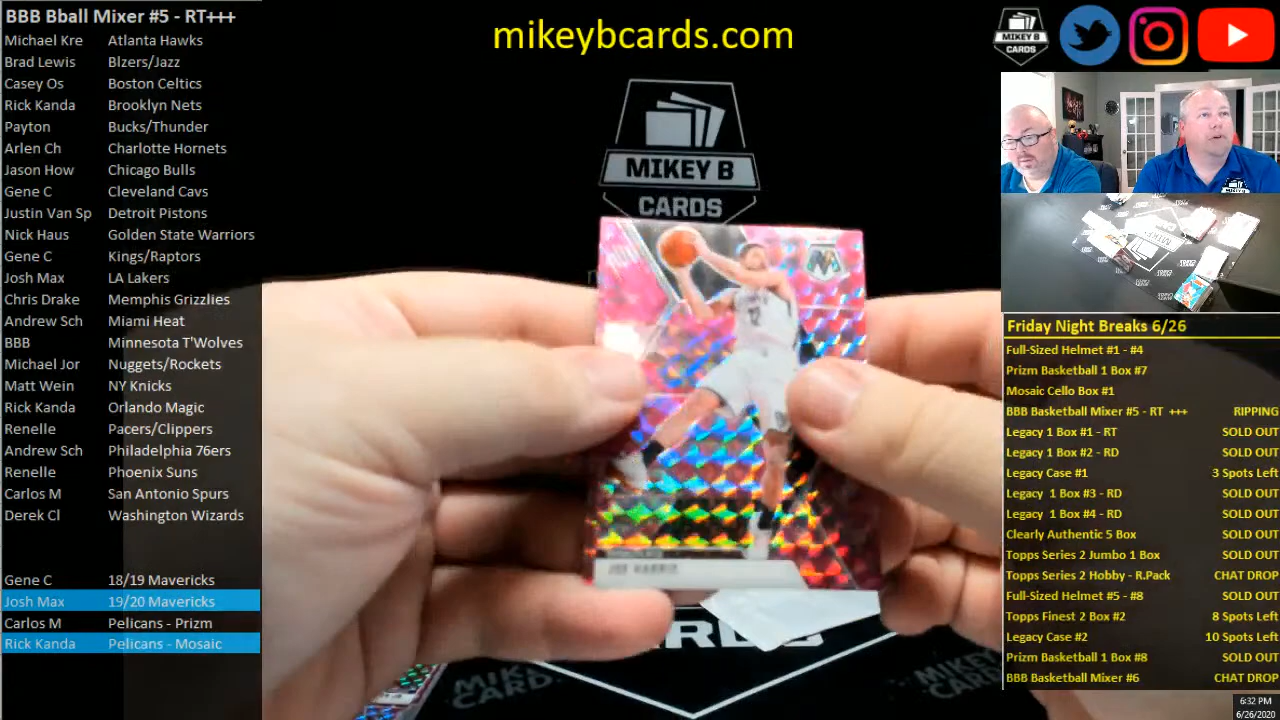 BBB Bball Mixer #5 - RT+++
Michael Kre Atlanta Hawks
Brad Lewis Blzers/Jazz
Casey Os Boston Celtics
Rick Kanda Brooklyn Nets
Payton Bucks/Thunder
Arlen Ch Charlotte Hornets
Jason How Chicago Bulls
Gene C Cleveland Cavs
Justin Van Sp Detroit Pistons
Nick Haus Golden State Warriors
Gene C Kings/Raptors
Josh Max LA Lakers
Chris Drake Memphis Grizzlies
Andrew Sch Miami Heat
BBB Minnesota T'Wolves
Michael Jor Nuggets/Rockets
Matt Wein NY Knicks
Rick Kanda Orlando Magic
Renelle Pacers/Clippers
Andrew Sch Philadelphia 76ers
Renelle Phoenix Suns
Carlos M San Antonio Spurs
Derek Cl Washington Wizards
Gene C 18/19 Mavericks
Josh Max 19/20 Mavericks
Carlos M Pelicans - Prizm
Rick Kanda Pelicans - Mosaic
mikeybcards.com
MIKEY B
CARDS
JOE HARRIS
MIKEY B
CARDS
Friday Night Breaks 6/26
Full-Sized Helmet #1 - #4
Prizm Basketball 1 Box #7
Mosaic Cello Box #1
BBB Basketball Mixer #5 - RT +++ RIPPING
Legacy 1 Box #1 - RT SOLD OUT
Legacy 1 Box #2 - RD SOLD OUT
Legacy Case #1 3 Spots Left
Legacy 1 Box #3 - RD SOLD OUT
Legacy 1 Box #4 - RD SOLD OUT
Clearly Authentic 5 Box SOLD OUT
Topps Series 2 Jumbo 1 Box SOLD OUT
Topps Series 2 Hobby - R.Pack CHAT DROP
Full-Sized Helmet #5 - #8 SOLD OUT
Topps Finest 2 Box #2 8 Spots Left
Legacy Case #2 10 Spots Left
Prizm Basketball 1 Box #8 SOLD OUT
BBB Basketball Mixer #6 CHAT DROP
6:32 PM
6/26/2020